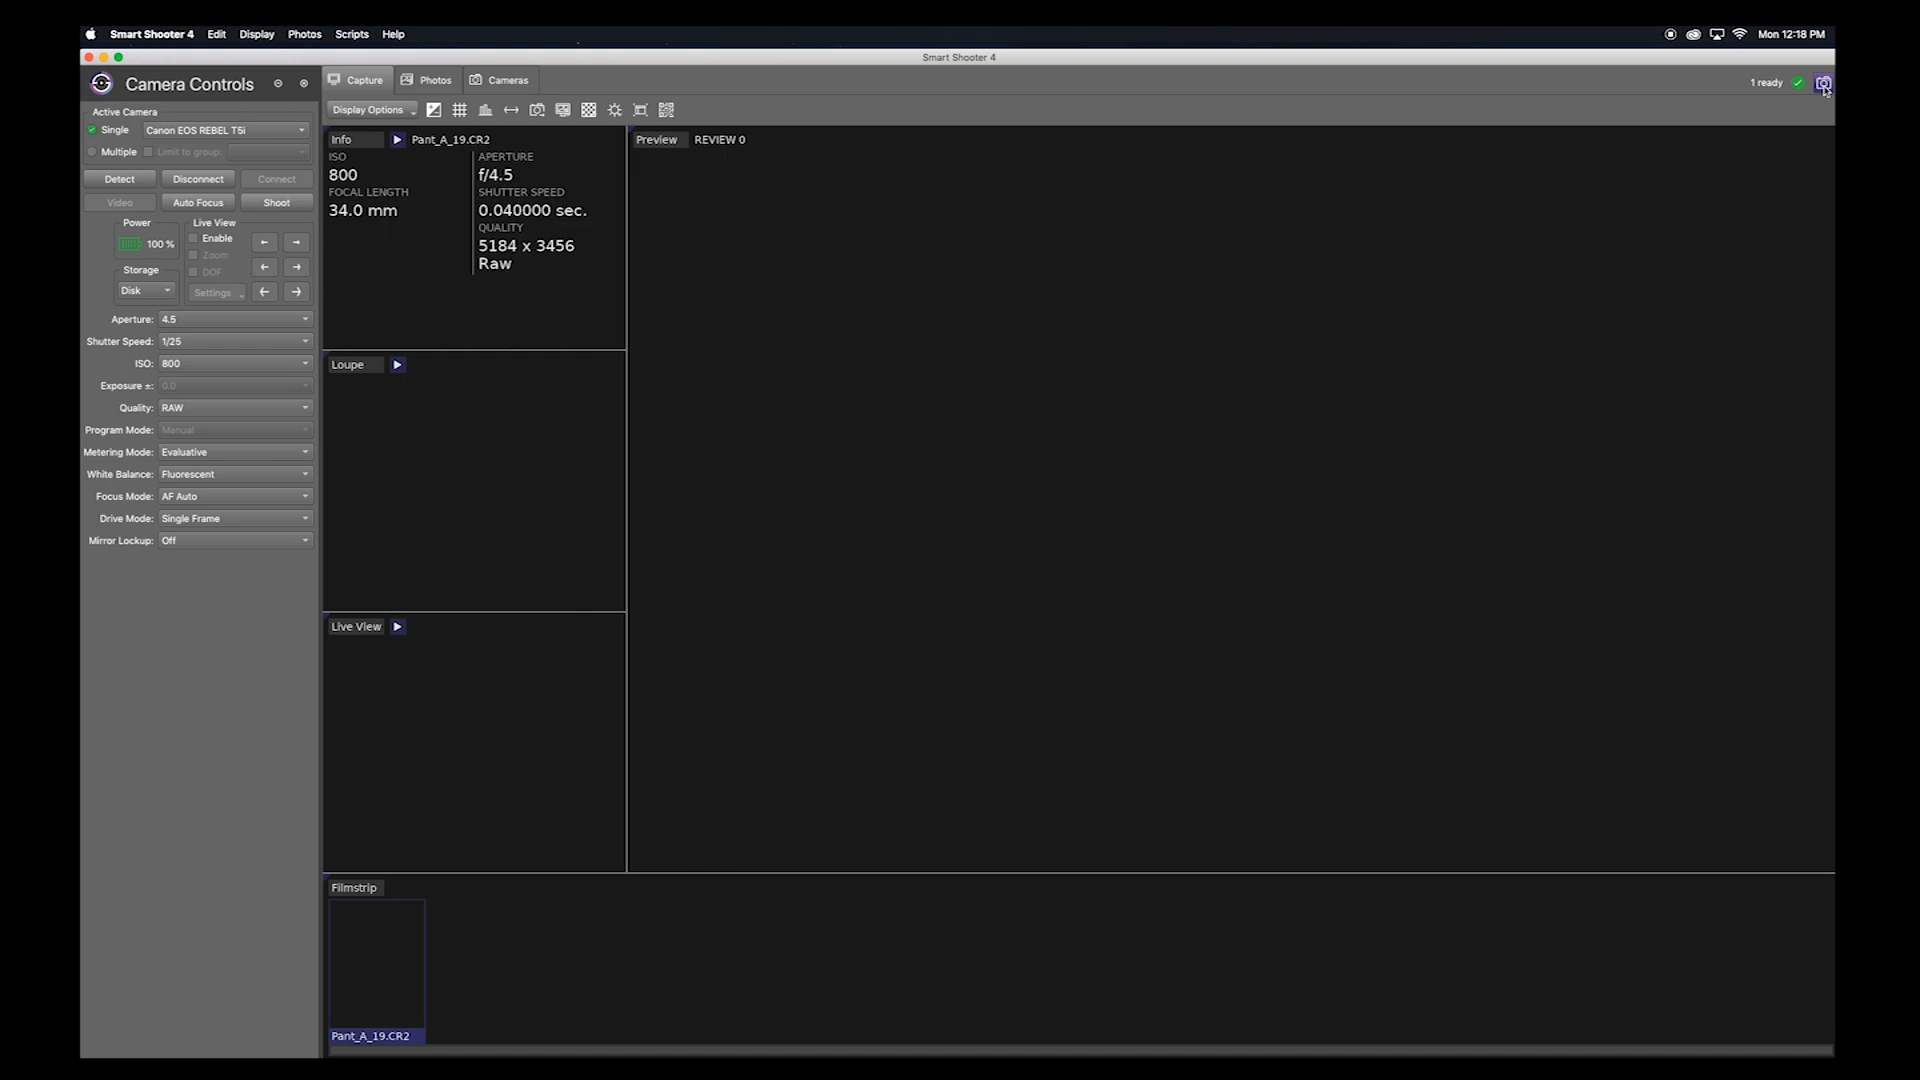 Smart Shooter 4 Edit Display Photos Scripts Help Mon 12:18 PM
Smart Shooter 4
Camera Controls
Capture Photos Cameras 1 ready
Display Options
Active Camera
Single Canon EOS REBEL T5i
Multiple Limit to group:
Detect Disconnect Connect
Video Auto Focus Shoot
Power Live View
100 % Enable
Zoom
Storage DOF
Disk Settings
Aperture: 4.5
Shutter Speed: 1/25
ISO: 800
Exposure ±: 0.0
Quality: RAW
Program Mode: Manual
Metering Mode: Evaluative
White Balance: Fluorescent
Focus Mode: AF Auto
Drive Mode: Single Frame
Mirror Lockup: Off
Info Pant_A_19.CR2
ISO APERTURE
800 f/4.5
FOCAL LENGTH SHUTTER SPEED
34.0 mm 0.040000 sec.
QUALITY
5184 x 3456
Raw
Loupe
Live View
Preview REVIEW 0
Filmstrip
Pant_A_19.CR2